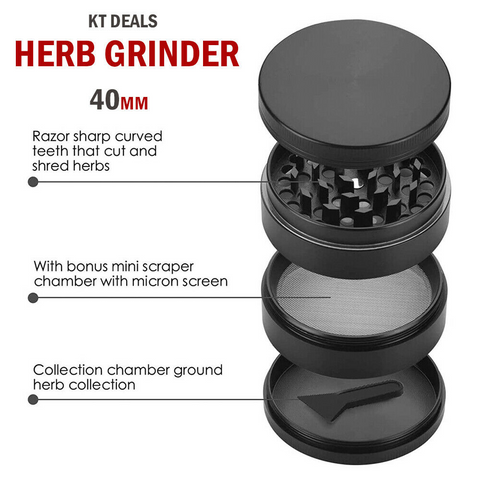 KT DEALS
HERB GRINDER
40MM
Razor sharp curved
teeth that cut and
shred herbs
With bonus mini scraper
chamber with micron screen
Collection chamber ground
herb collection